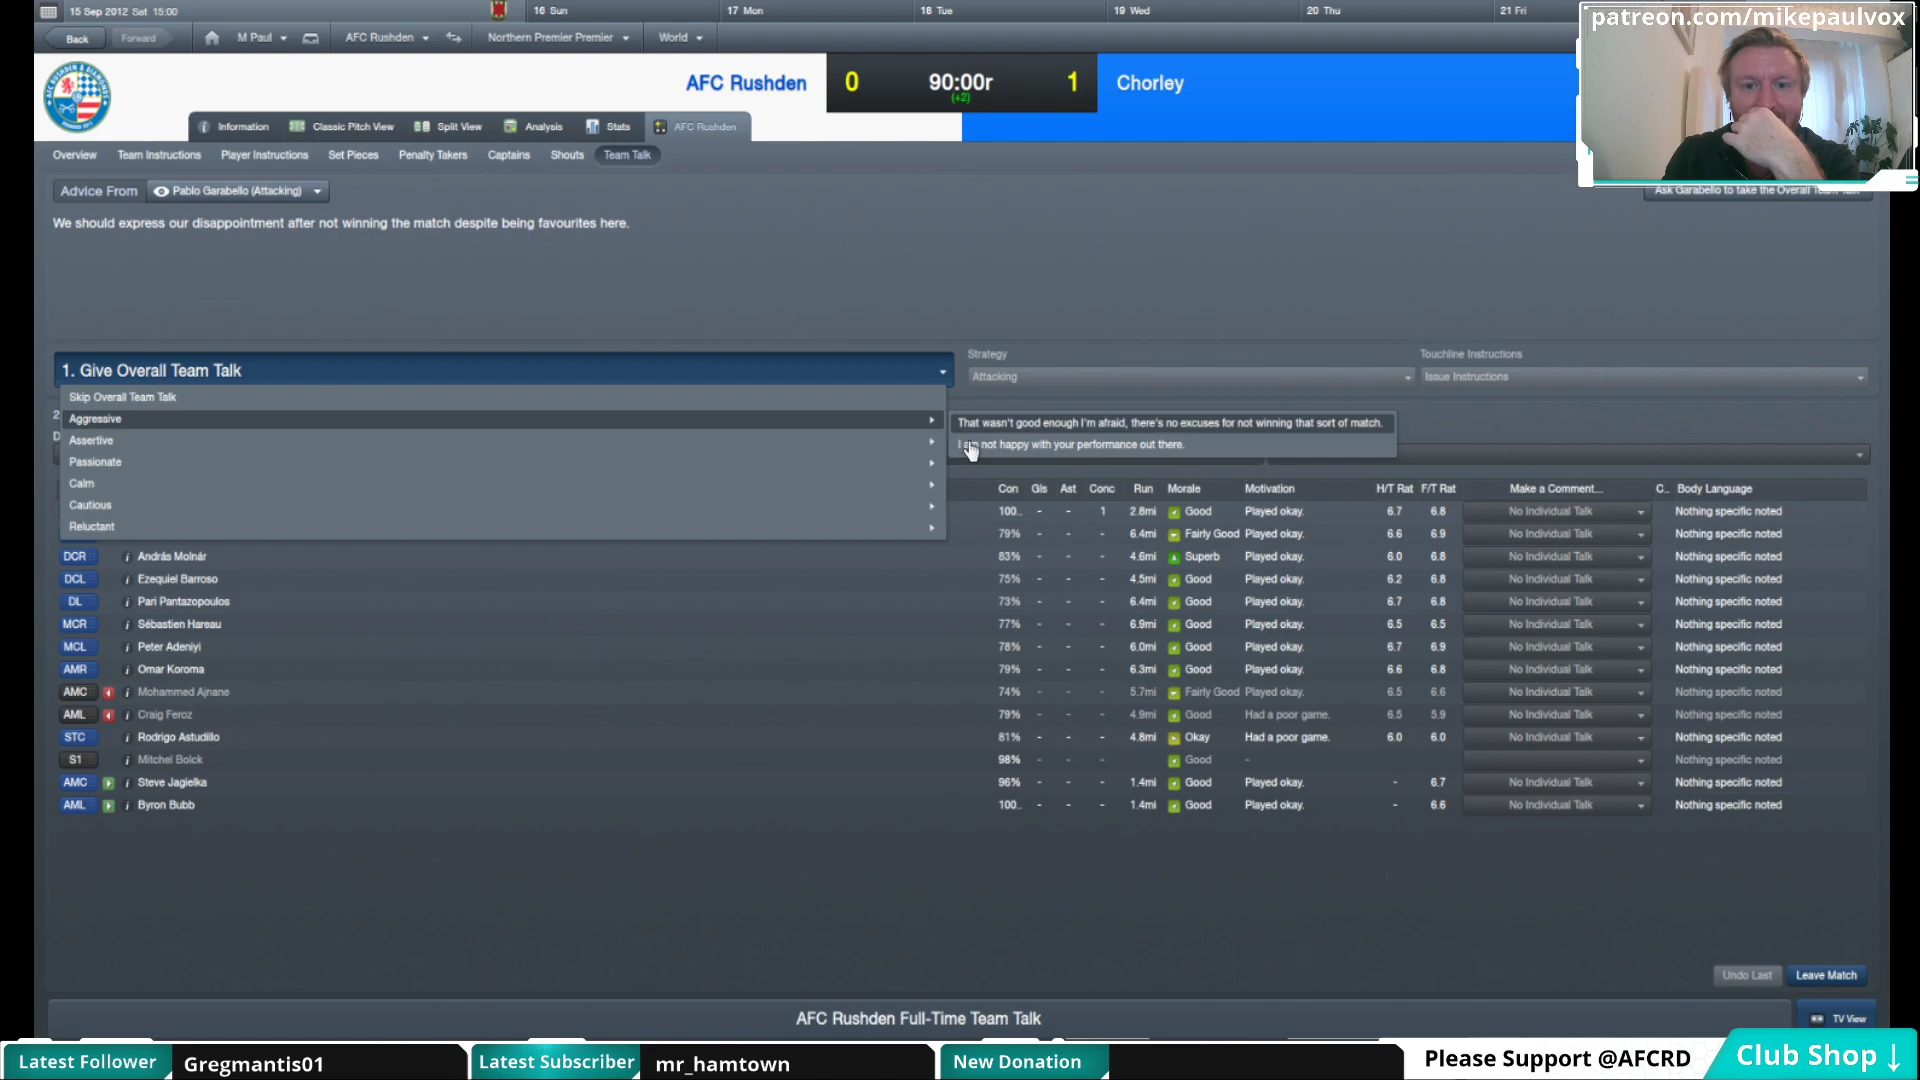 15 Sep 2012 Sat 15:00
16 Sun
17 Mon
18 Tue
19 Wed
20 Thu
21 Fri
patreon.com/mikepaulvox
Back
Forward
M Paul
AFC Rushden
Northern Premier Premier
World
AFC RUSHDEN & DIAMONDS
AFC Rushden
0
90:00r
(+2)
1
Chorley
Information
Classic Pitch View
Split View
Analysis
Stats
AFC Rushden
Overview
Team Instructions
Player Instructions
Set Pieces
Penalty Takers
Captains
Shouts
Team Talk
Advice From
Pablo Garabello (Attacking)
Ask Garabello to take the Overall Team Talk
We should express our disappointment after not winning the match despite being favourites here.
1. Give Overall Team Talk
Strategy
Touchline Instructions
Attacking
Issue Instructions
Skip Overall Team Talk
Aggressive
Assertive
Passionate
Calm
Cautious
Reluctant
That wasn't good enough I'm afraid, there's no excuses for not winning that sort of match.
I am not happy with your performance out there.
Con Gls Ast Conc Run Morale Motivation H/T Rat F/T Rat Make a Comment... C.. Body Language
100.. - - 1 2.8mi Good Played okay. 6.7 6.8 No Individual Talk Nothing specific noted
79% - - - 6.4mi Fairly Good Played okay. 6.6 6.9 No Individual Talk Nothing specific noted
DCR i András Molnár 83% - - - 4.6mi Superb Played okay. 6.0 6.8 No Individual Talk Nothing specific noted
DCL i Ezequiel Barroso 75% - - - 4.5mi Good Played okay. 6.2 6.8 No Individual Talk Nothing specific noted
DL i Pari Pantazopoulos 73% - - - 6.4mi Good Played okay. 6.7 6.8 No Individual Talk Nothing specific noted
MCR i Sébastien Hareau 77% - - - 6.9mi Good Played okay. 6.5 6.5 No Individual Talk Nothing specific noted
MCL i Peter Adeniyi 78% - - - 6.0mi Good Played okay. 6.7 6.9 No Individual Talk Nothing specific noted
AMR i Omar Koroma 79% - - - 6.3mi Good Played okay. 6.6 6.8 No Individual Talk Nothing specific noted
AMC i Mohammed Ajnane 74% - - - 5.7mi Fairly Good Played okay. 6.5 6.6 No Individual Talk Nothing specific noted
AML i Craig Feroz 79% - - - 4.9mi Good Had a poor game. 6.5 5.9 No Individual Talk Nothing specific noted
STC i Rodrigo Astudillo 81% - - - 4.8mi Okay Had a poor game. 6.0 6.0 No Individual Talk Nothing specific noted
S1 i Mitchel Bolck 98% Good - Nothing specific noted
AMC i Steve Jagielka 96% - - - 1.4mi Good Played okay. - 6.7 No Individual Talk Nothing specific noted
AML i Byron Bubb 100.. - - - 1.4mi Good Played okay. - 6.6 No Individual Talk Nothing specific noted
Undo Last
Leave Match
AFC Rushden Full-Time Team Talk
TV View
Latest Follower
Gregmantis01
Latest Subscriber
mr_hamtown
New Donation
Please Support @AFCRD
Club Shop ↓